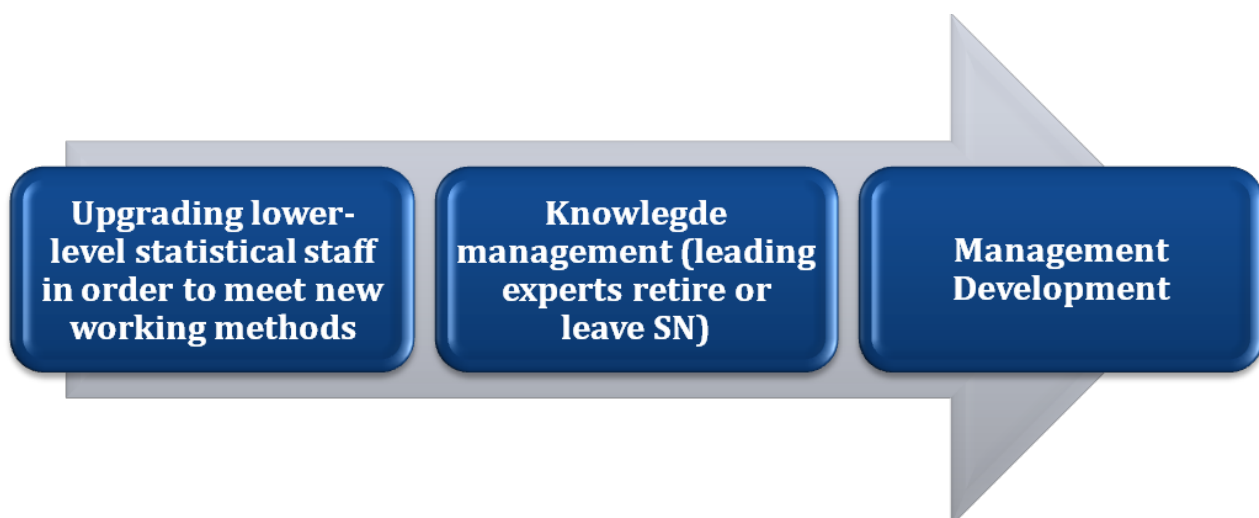 Upgrading lower-
level statistical staff
in order to meet new
working methods
Knowlegde
management (leading
experts retire or
leave SN)
Management
Development